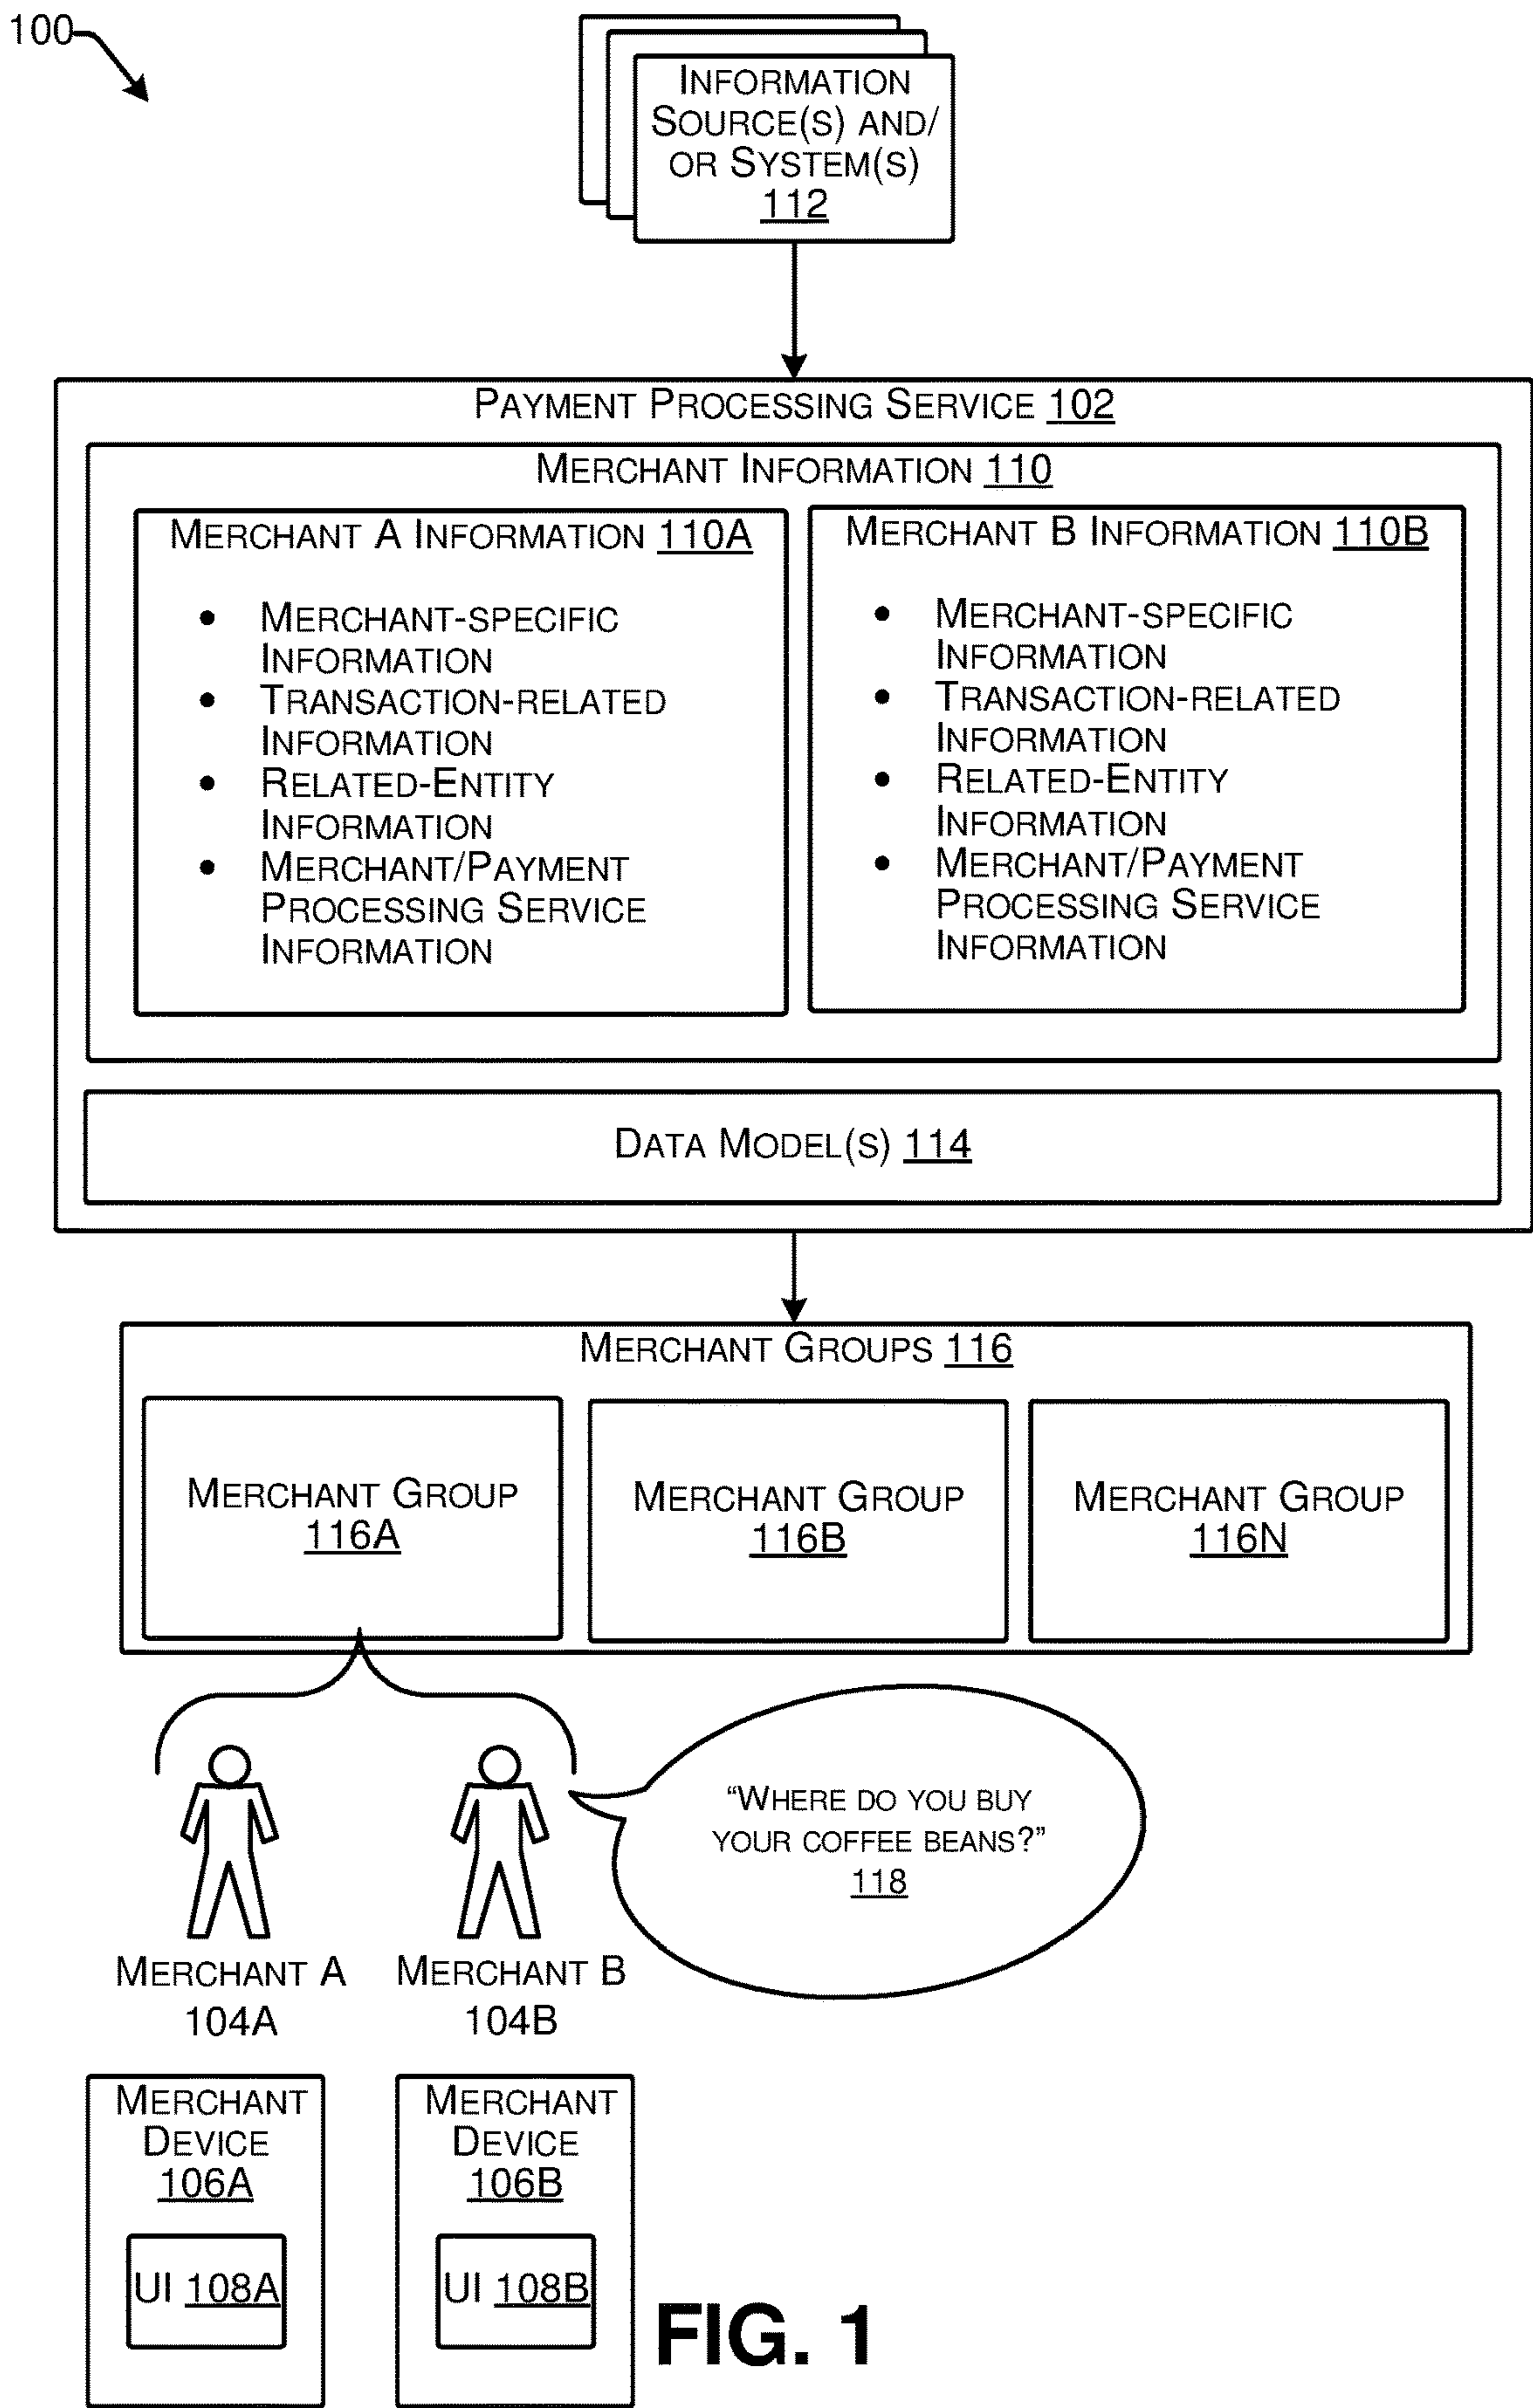 100
INFORMATION
SOURCE(S) AND/
OR SYSTEM(S)
112
PAYMENT PROCESSING SERVICE 102
MERCHANT INFORMATION 110
MERCHANT A INFORMATION 110A
• MERCHANT-SPECIFIC
INFORMATION
• TRANSACTION-RELATED
INFORMATION
• RELATED-ENTITY
INFORMATION
• MERCHANT/PAYMENT
PROCESSING SERVICE
INFORMATION
MERCHANT B INFORMATION 110B
• MERCHANT-SPECIFIC
INFORMATION
• TRANSACTION-RELATED
INFORMATION
• RELATED-ENTITY
INFORMATION
• MERCHANT/PAYMENT
PROCESSING SERVICE
INFORMATION
DATA MODEL(S) 114
MERCHANT GROUPS 116
MERCHANT GROUP
116A
MERCHANT GROUP
116B
MERCHANT GROUP
116N
“WHERE DO YOU BUY
YOUR COFFEE BEANS?”
118
MERCHANT A
104A
MERCHANT B
104B
MERCHANT
DEVICE
106A
UI 108A
MERCHANT
DEVICE
106B
UI 108B
FIG. 1